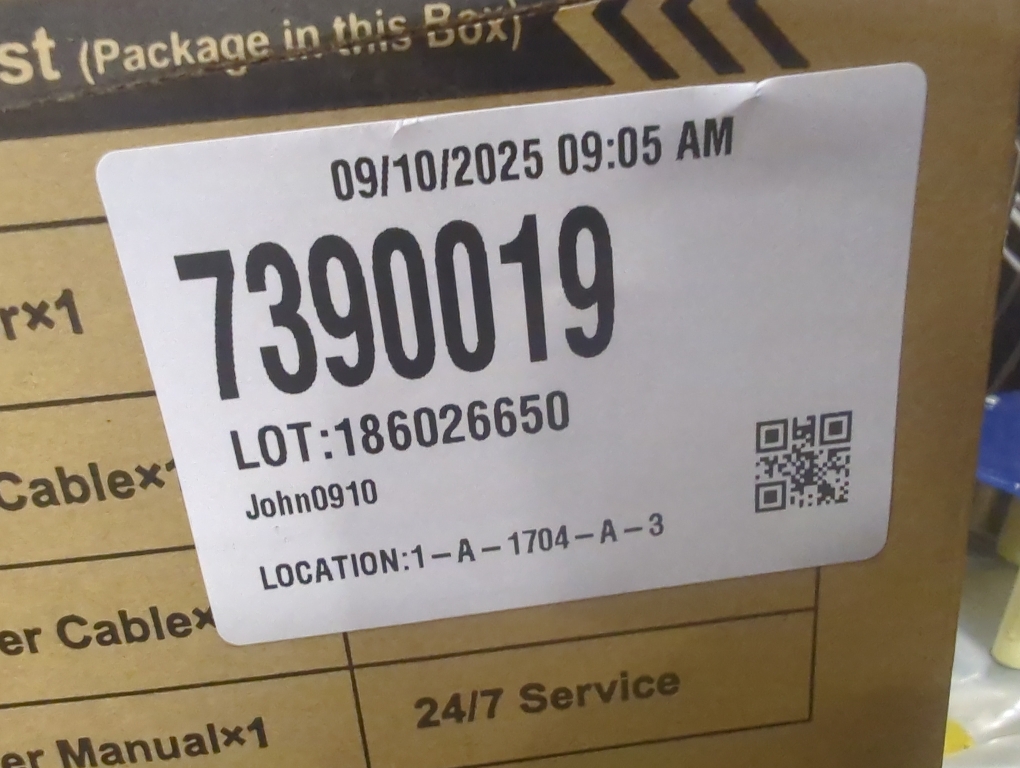 st (Package in this Box)
09/10/2025 09:05 AM
7390019
LOT:186026650
John0910
LOCATION:1-A-1704-A-3
r×1
Cable×1
er Cable×
er Manual×1
24/7 Service